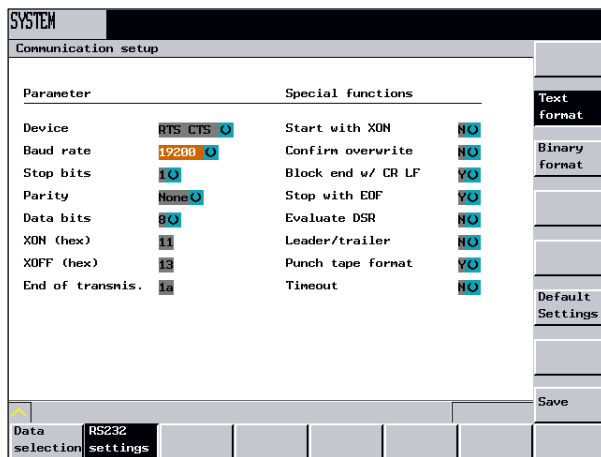 SYSTEM
Communication setup
Parameter
Special functions
Device RTS CTS
Start with XON N
Baud rate 19200
Confirm overwrite N
Stop bits 1
Block end w/ CR LF Y
Parity None
Stop with EOF Y
Data bits 8
Evaluate DSR N
XON (hex) 11
Leader/trailer N
XOFF (hex) 13
Punch tape format Y
End of transmis. 1a
Timeout N
Text
format
Binary
format
Default
Settings
Save
Data
selection
RS232
settings